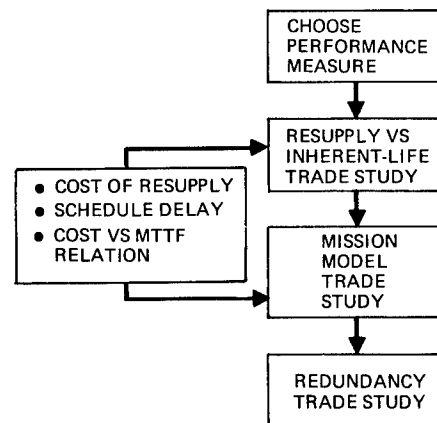 CHOOSE
PERFORMANCE
MEASURE
RESUPPLY VS
INHERENT-LIFE
TRADE STUDY
● COST OF RESUPPLY
● SCHEDULE DELAY
● COST VS MTTF
RELATION
MISSION
MODEL
TRADE
STUDY
REDUNDANCY
TRADE STUDY